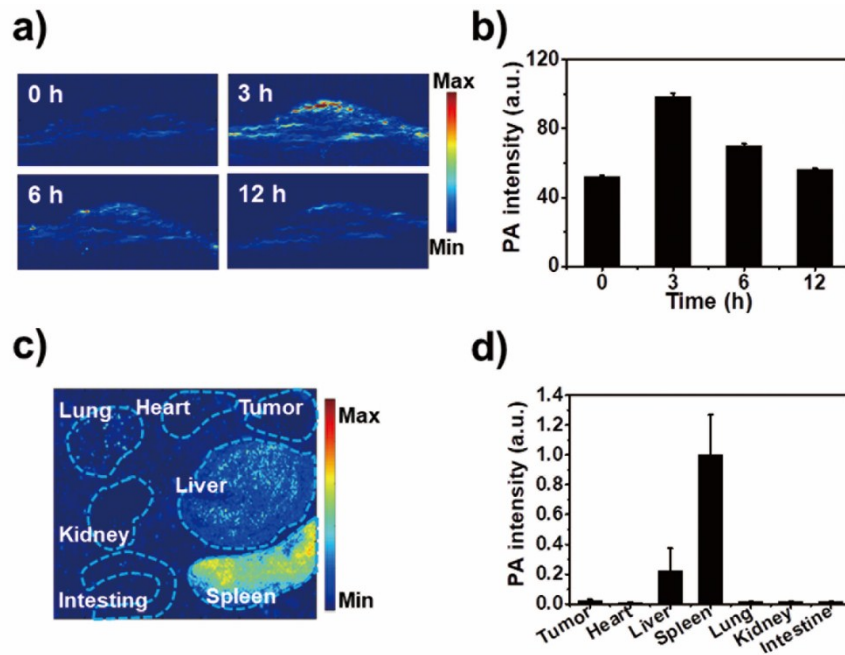 a)
0 h
3 h
6 h
12 h
Max
Min
b)
PA intensity (a.u.)
120
80
40
0
0 3 6 12
Time (h)
c)
Lung Heart Tumor
Liver
Kidney
Intesting
Spleen
Max
Min
d)
PA intensity (a.u.)
1.4
1.2
1.0
0.8
0.6
0.4
0.2
0.0
Tumor Heart Liver Spleen Lung Kidney Intestine